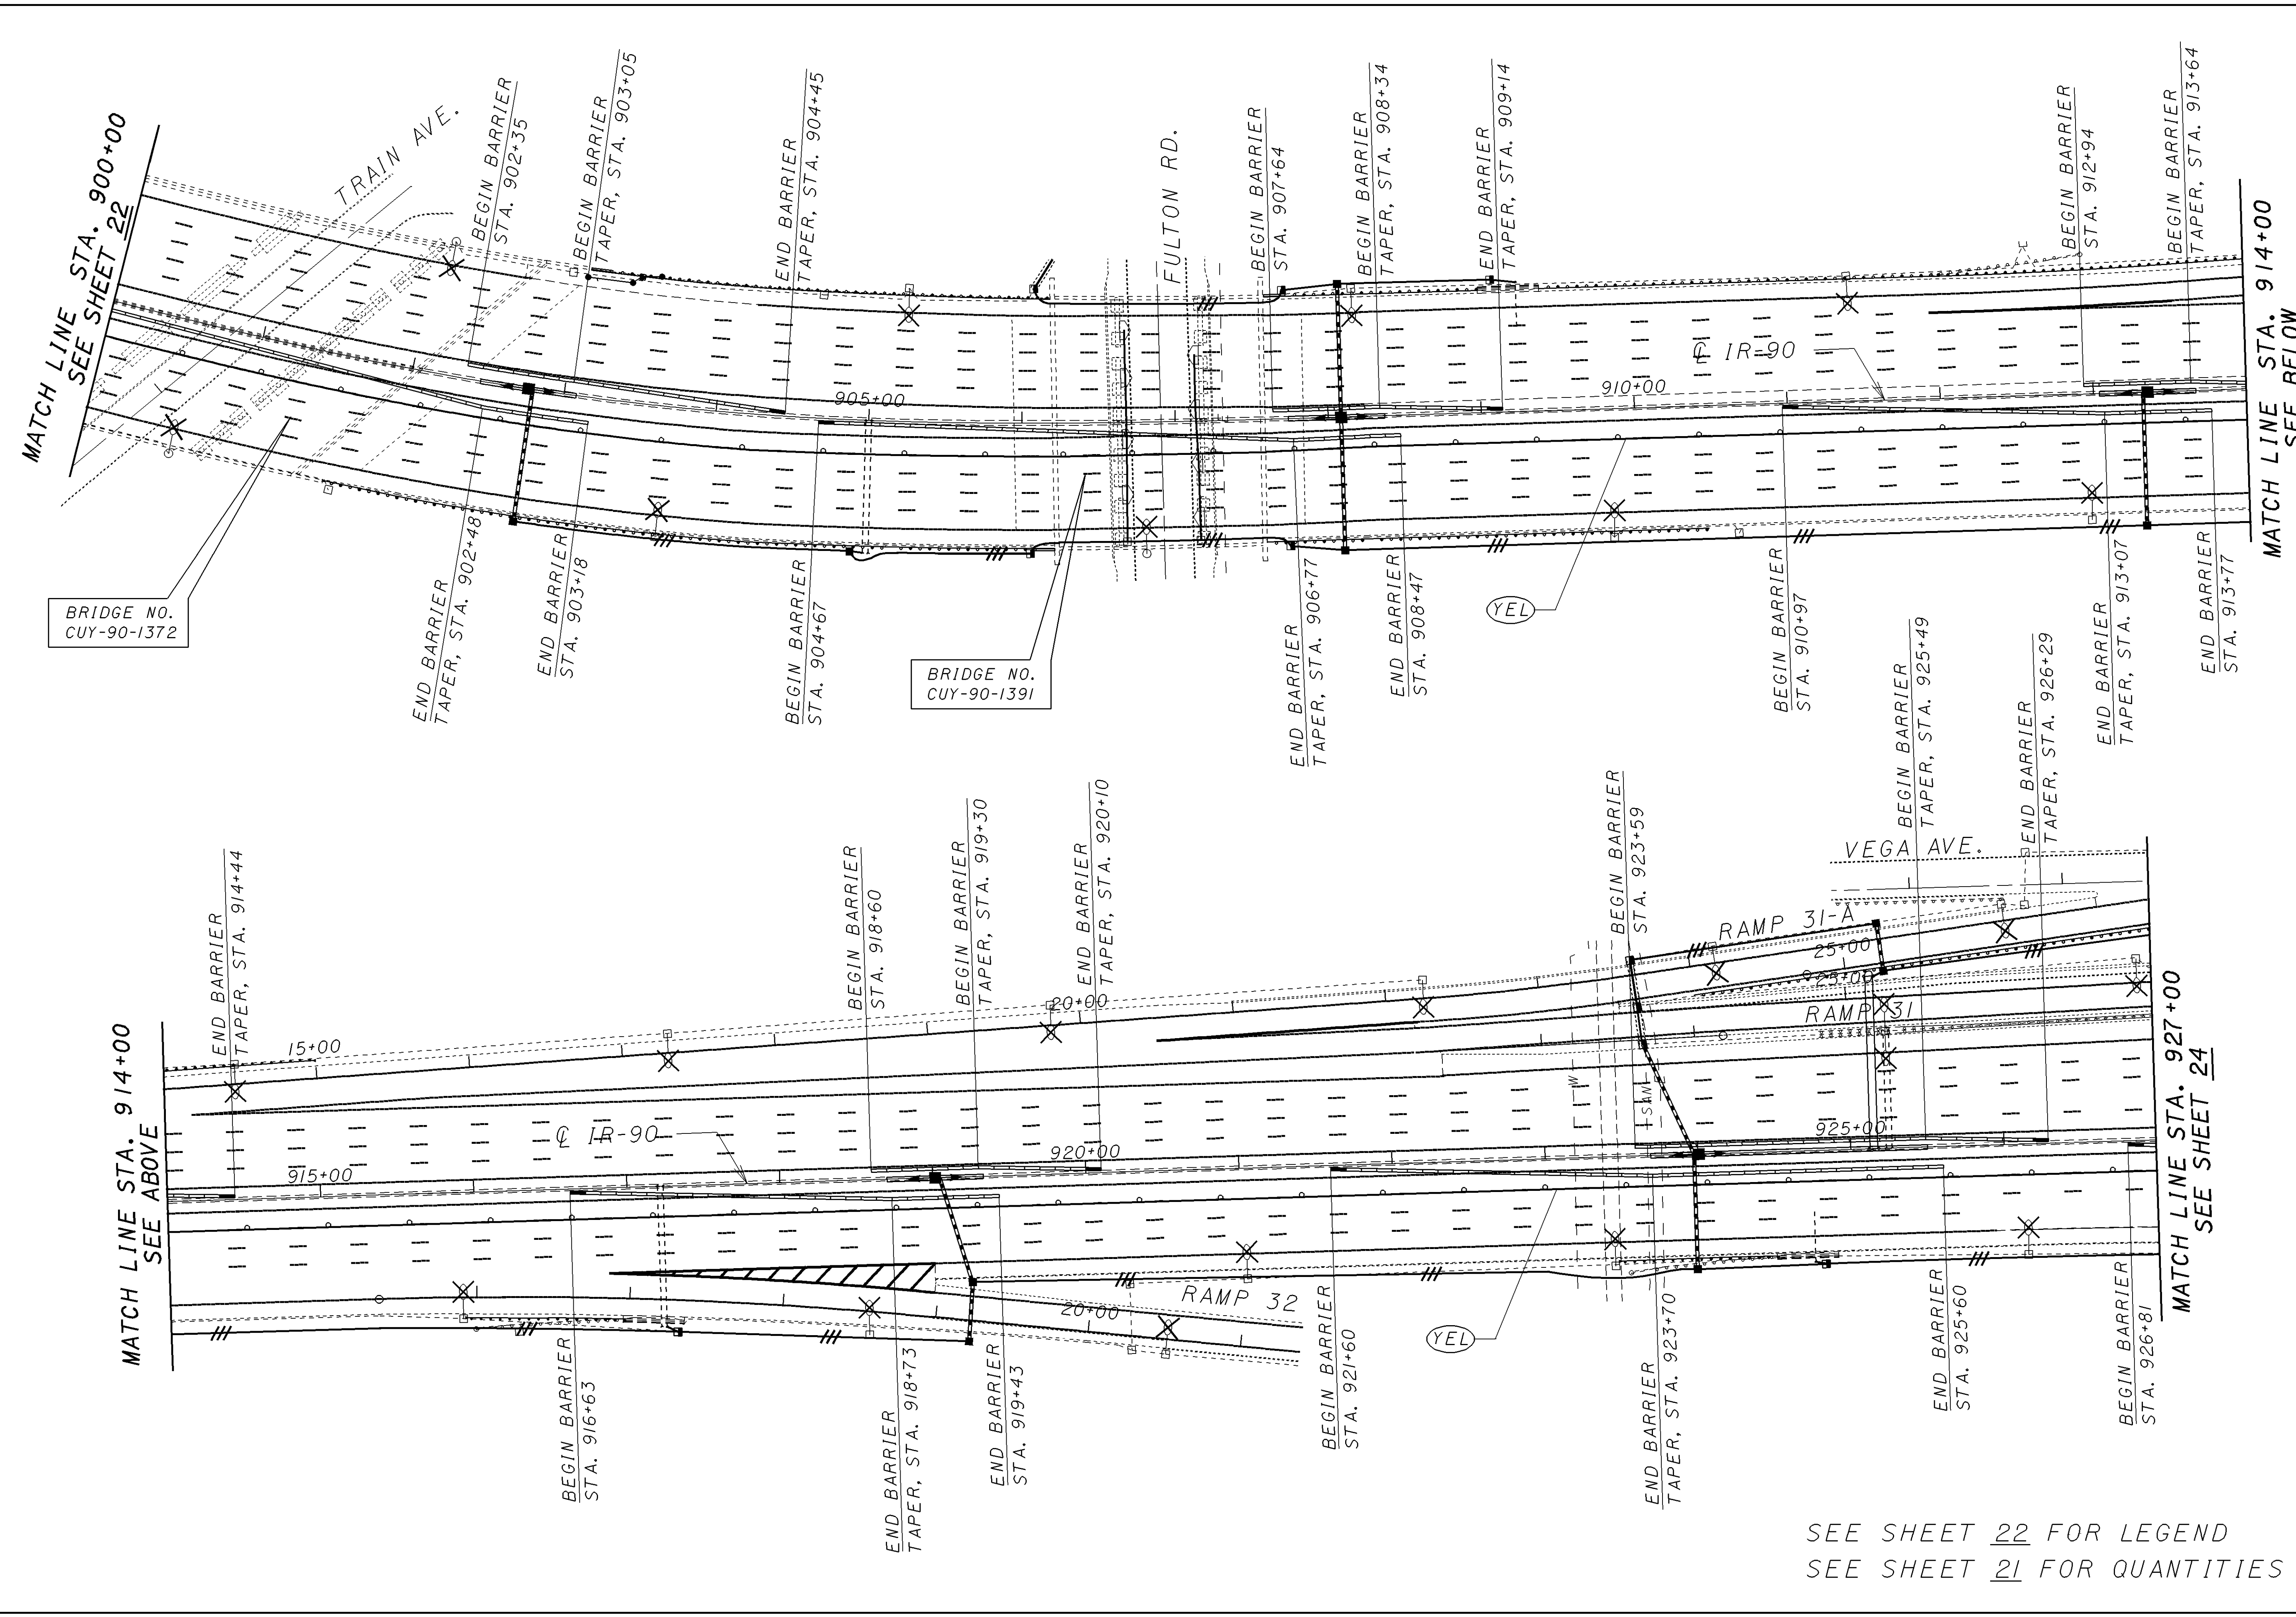 MATCH LINE STA. 900+00
SEE SHEET 22
TRAIN AVE.
BEGIN BARRIER
STA. 902+35
BEGIN BARRIER
TAPER, STA. 903+05
END BARRIER
TAPER, STA. 904+45
FULTON RD.
BEGIN BARRIER
STA. 907+64
BEGIN BARRIER
TAPER, STA. 908+34
END BARRIER
TAPER, STA. 909+14
BEGIN BARRIER
STA. 912+94
BEGIN BARRIER
TAPER, STA. 913+64
MATCH LINE STA. 914+00
SEE BELOW
905+00
910+00
℄ IR-90
BRIDGE NO.
CUY-90-1372
END BARRIER
TAPER, STA. 902+48
END BARRIER
STA. 903+18
BEGIN BARRIER
STA. 904+67
BRIDGE NO.
CUY-90-1391
END BARRIER
TAPER, STA. 906+77
END BARRIER
STA. 908+47
YEL
BEGIN BARRIER
STA. 910+97
END BARRIER
TAPER, STA. 913+07
END BARRIER
STA. 913+77
MATCH LINE STA. 914+00
SEE ABOVE
END BARRIER
TAPER, STA. 914+44
15+00
BEGIN BARRIER
STA. 918+60
BEGIN BARRIER
TAPER, STA. 919+30
END BARRIER
TAPER, STA. 920+10
20+00
BEGIN BARRIER
STA. 923+59
BEGIN BARRIER
TAPER, STA. 925+49
END BARRIER
TAPER, STA. 926+29
VEGA AVE.
RAMP 31-A
25+00
25+00
RAMP 31
W
SAN
915+00
℄ IR-90
920+00
925+00
MATCH LINE STA. 927+00
SEE SHEET 24
BEGIN BARRIER
STA. 916+63
END BARRIER
TAPER, STA. 918+73
END BARRIER
STA. 919+43
20+00
RAMP 32
BEGIN BARRIER
STA. 921+60
YEL
END BARRIER
TAPER, STA. 923+70
END BARRIER
STA. 925+60
BEGIN BARRIER
STA. 926+81
SEE SHEET 22 FOR LEGEND
SEE SHEET 21 FOR QUANTITIES